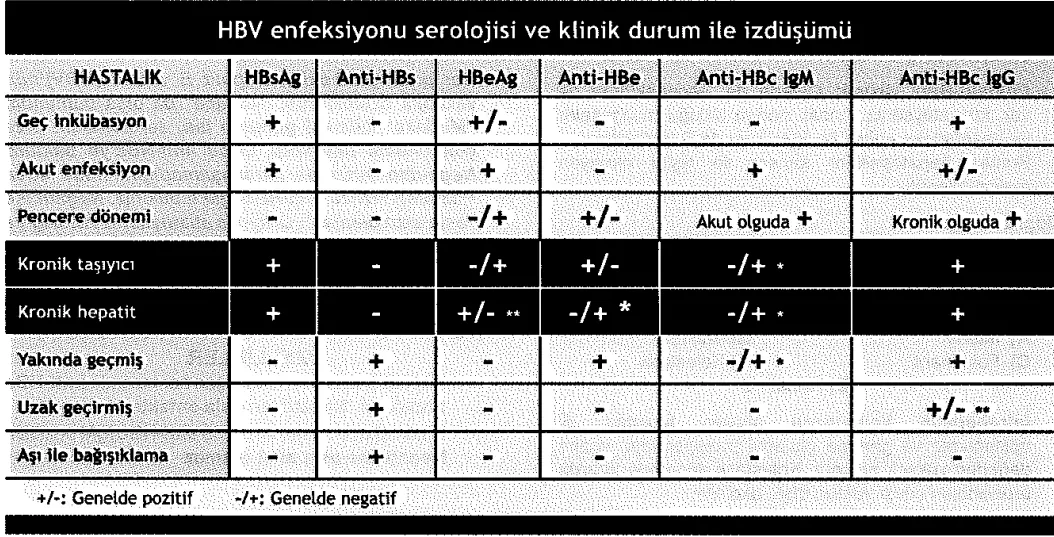 HBV enfeksiyonu serolojisi ve klinik durum ile izdüşümü
HASTALIK HBsAg Anti-HBs HBeAg Anti-HBe Anti-HBc IgM Anti-HBc IgG
Geç inkübasyon + - +/- - - +
Akut enfeksiyon + - + - + +/-
Pencere dönemi - - -/+ +/- Akut olguda + Kronik olguda +
Kronik taşıyıcı + - -/+ +/- -/+ * +
Kronik hepatit + - +/- ** -/+ * -/+ * +
Yakında geçmiş - + - + -/+ * +
Uzak geçirmiş - + - - - +/- **
Aşı ile bağışıklama - + - - - -
+/-: Genelde pozitif -/+: Genelde negatif